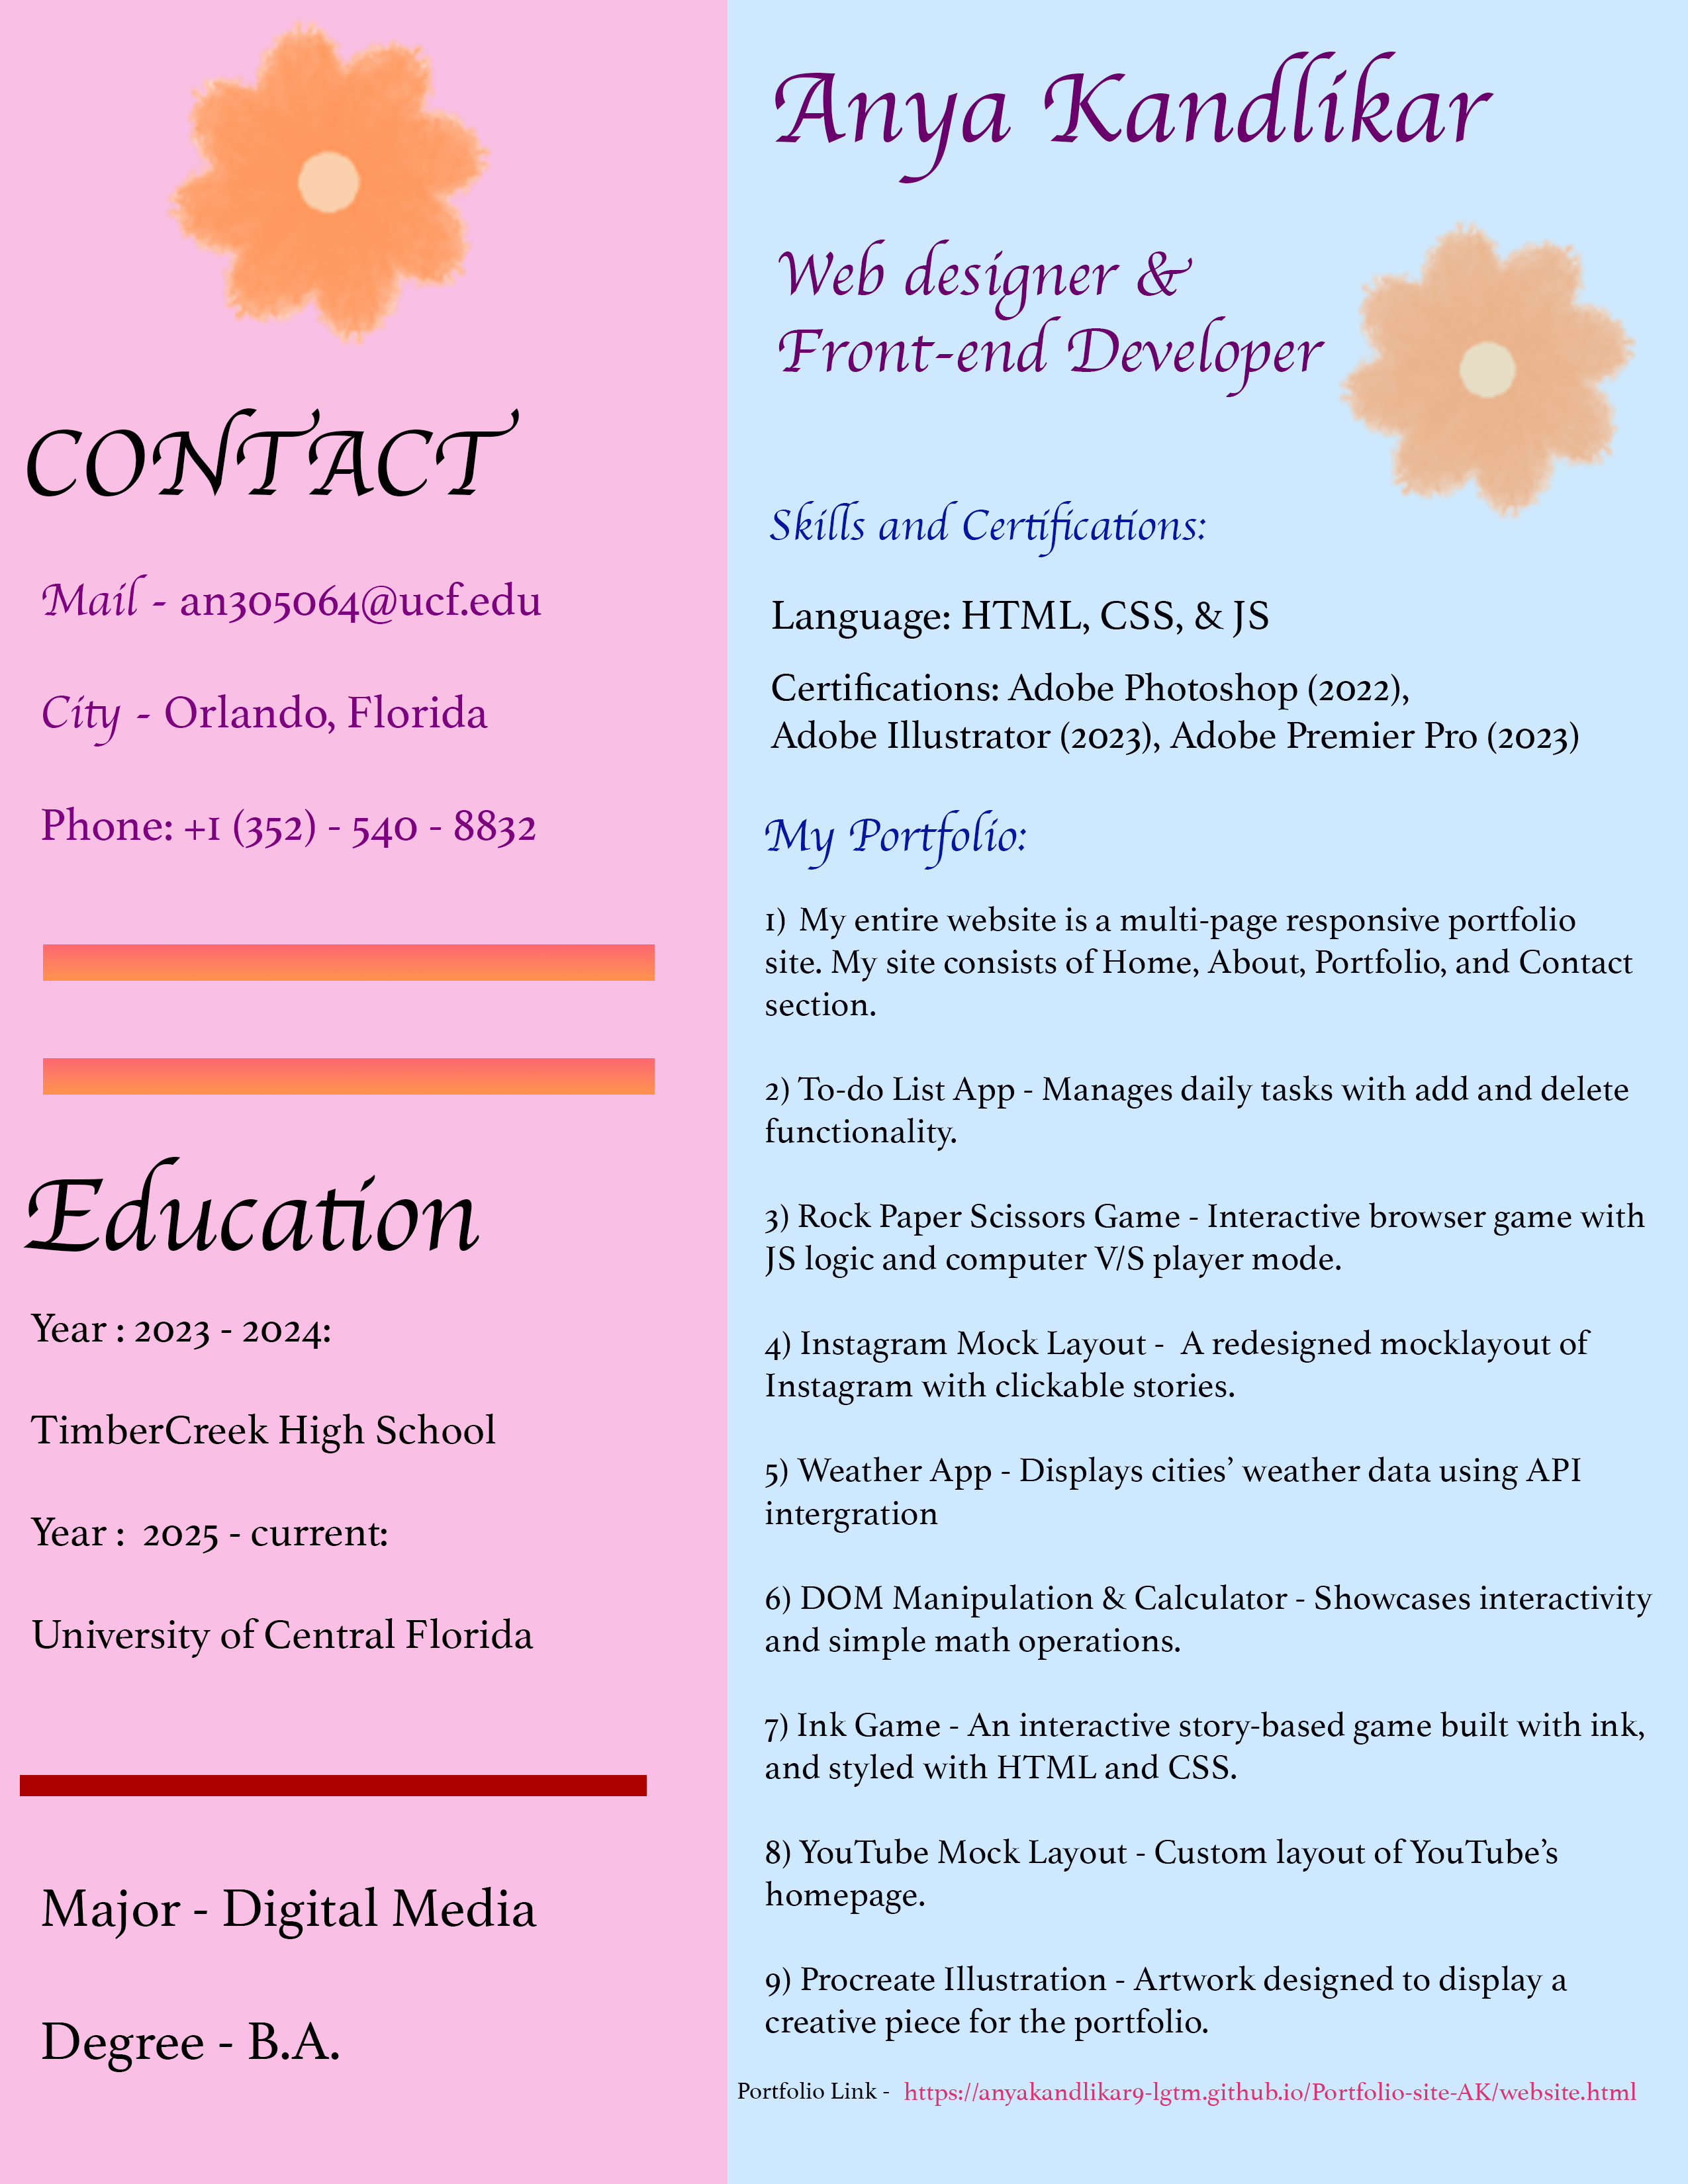 CONTACT
Mail - an305064@ucf.edu
City - Orlando, Florida
Phone: +1 (352) - 540 - 8832
Education
Year : 2023 - 2024:
TimberCreek High School
Year :  2025 - current:
University of Central Florida
Major - Digital Media
Degree - B.A.
Anya Kandlikar
Web designer &
Front-end Developer
Skills and Certifications:
Language: HTML, CSS, & JS
Certifications: Adobe Photoshop (2022),
Adobe Illustrator (2023), Adobe Premier Pro (2023)
My Portfolio:
1)  My entire website is a multi-page responsive portfolio
site. My site consists of Home, About, Portfolio, and Contact
section.
2) To-do List App - Manages daily tasks with add and delete
functionality.
3) Rock Paper Scissors Game - Interactive browser game with
JS logic and computer V/S player mode.
4) Instagram Mock Layout -  A redesigned mocklayout of
Instagram with clickable stories.
5) Weather App - Displays cities’ weather data using API
intergration
6) DOM Manipulation & Calculator - Showcases interactivity
and simple math operations.
7) Ink Game - An interactive story-based game built with ink,
and styled with HTML and CSS.
8) YouTube Mock Layout - Custom layout of YouTube’s
homepage.
9) Procreate Illustration - Artwork designed to display a
creative piece for the portfolio.
Portfolio Link -  https://anyakandlikar9-lgtm.github.io/Portfolio-site-AK/website.html